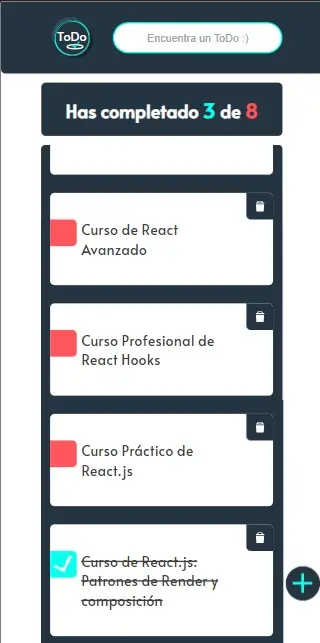 ToDo
Encuentra un ToDo :)
Has completado 3 de 8
Curso de React
Avanzado
Curso Profesional de
React Hooks
Curso Práctico de
React.js
Curso de React.js:
Patrones de Render y
composición